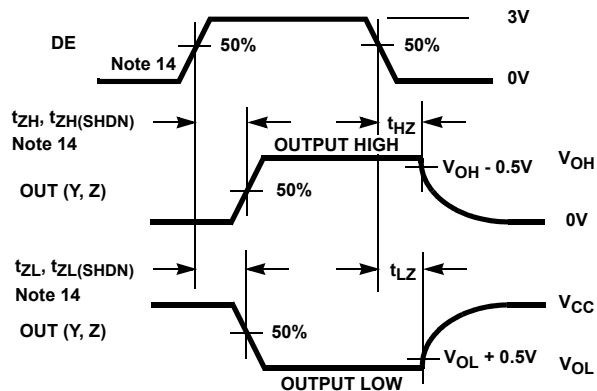 DE
Note 14
50%
50%
3V
0V
tZH, tZH(SHDN)
Note 14
tHZ
OUTPUT HIGH
OUT (Y, Z)
50%
VOH - 0.5V
VOH
0V
tZL, tZL(SHDN)
Note 14
tLZ
OUT (Y, Z)
50%
VCC
VOL + 0.5V
VOL
OUTPUT LOW